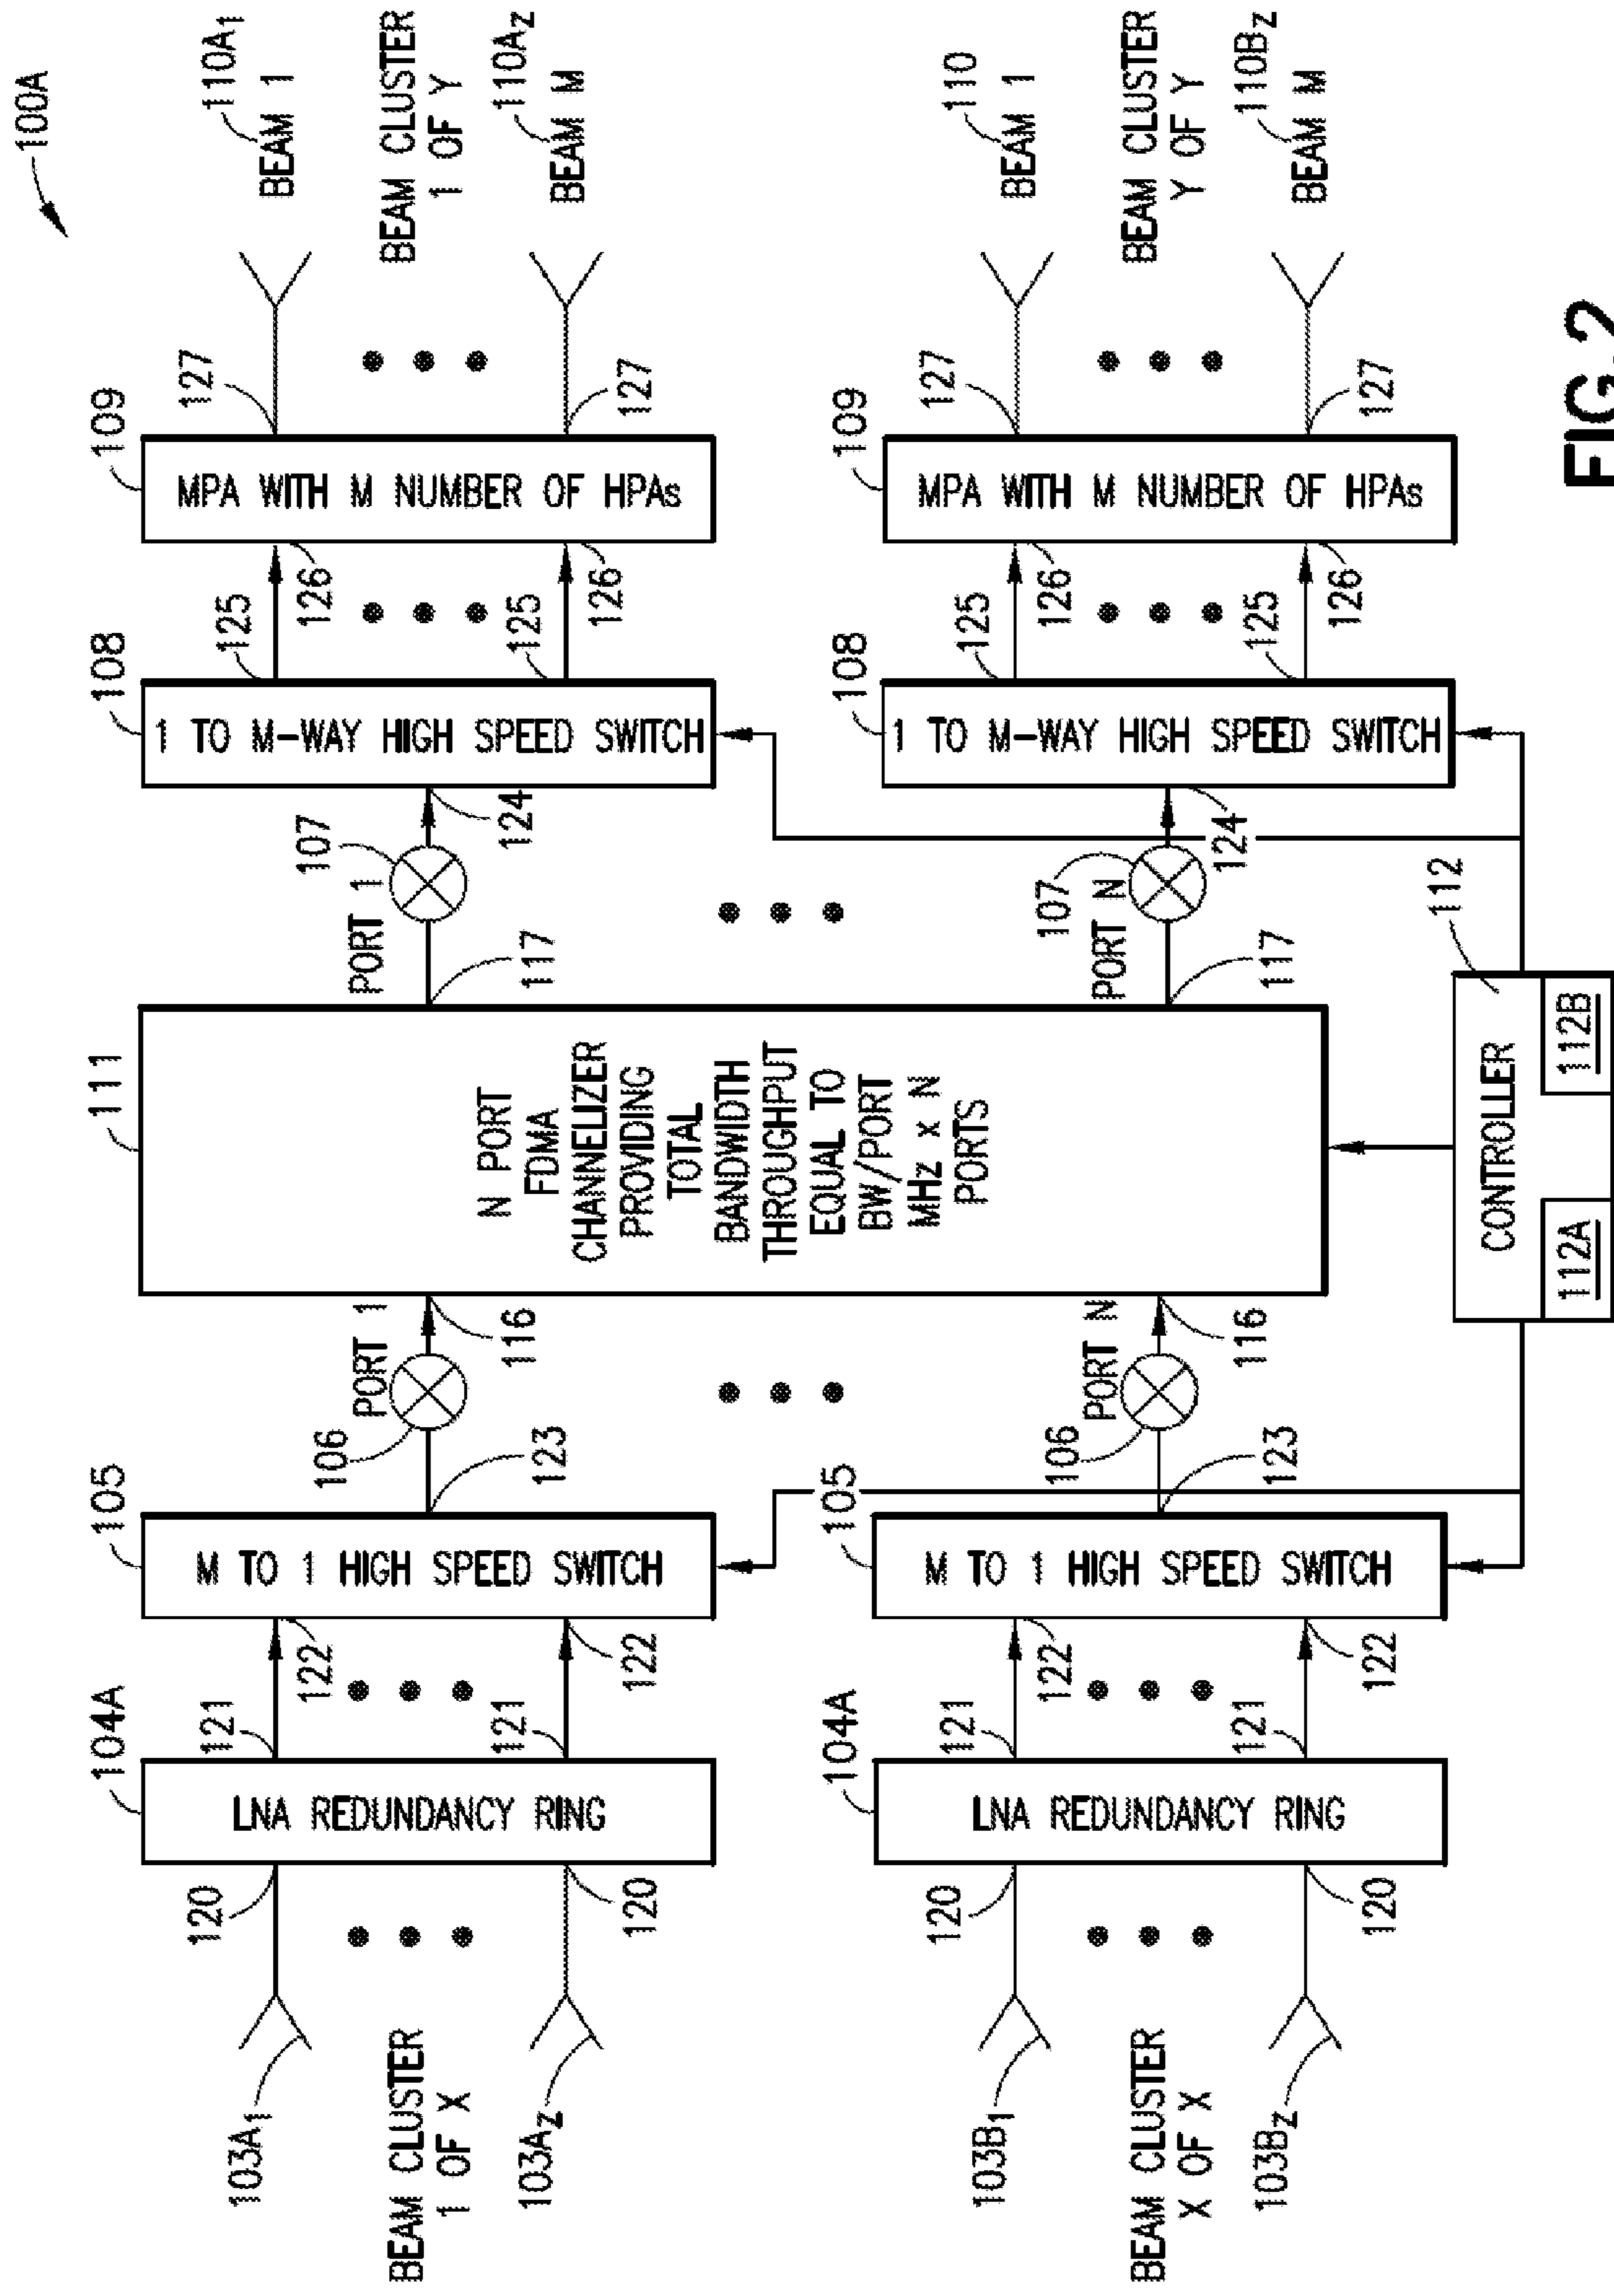 100A
103A1
BEAM CLUSTER
1 OF X
103Az
120
120
104A
LNA REDUNDANCY RING
121
121
122
122
105
M TO 1 HIGH SPEED SWITCH
123
106
PORT 1
116
111
N PORT
FDMA
CHANNELIZER
PROVIDING
TOTAL
BANDWIDTH
THROUGHPUT
EQUAL TO
BW/PORT
MHz x N
PORTS
PORT 1
117
107
124
108
1 TO M-WAY HIGH SPEED SWITCH
125
125
126
126
109
MPA WITH M NUMBER OF HPAs
127
127
110A1
BEAM 1
BEAM CLUSTER
1 OF Y
110Az
BEAM M
103B1
BEAM CLUSTER
X OF X
103Bz
120
120
104A
LNA REDUNDANCY RING
121
121
122
122
105
M TO 1 HIGH SPEED SWITCH
123
106
PORT N
116
PORT N
117
107
124
108
1 TO M-WAY HIGH SPEED SWITCH
125
125
126
126
109
MPA WITH M NUMBER OF HPAs
127
127
110
BEAM 1
BEAM CLUSTER
Y OF Y
110Bz
BEAM M
112
CONTROLLER
112A
112B
FIG.2